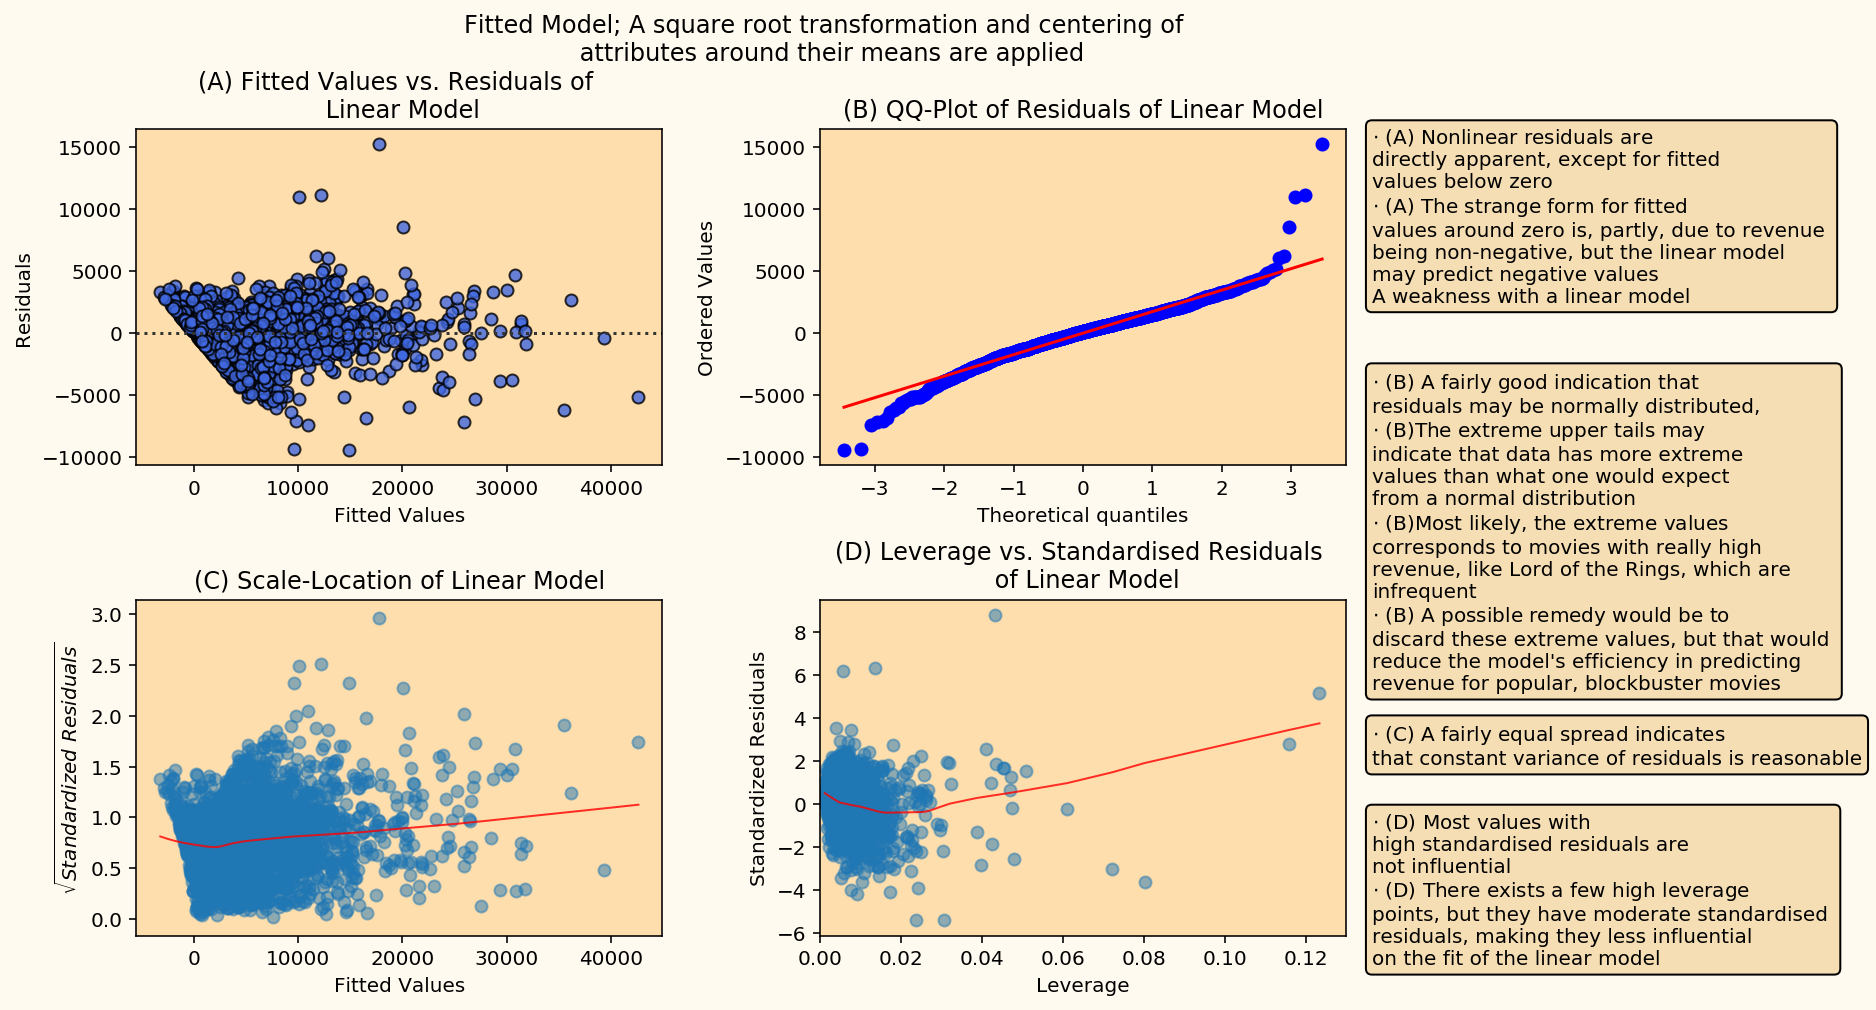 Fitted Model; A square root transformation and centering of
attributes around their means are applied
(A) Fitted Values vs. Residuals of
Linear Model
15000
10000
5000
0
−5000
−10000
Residuals
0
10000
20000
30000
40000
Fitted Values
(B) QQ-Plot of Residuals of Linear Model
15000
10000
5000
0
−5000
−10000
Ordered Values
−3
−2
−1
0
1
2
3
Theoretical quantiles
(C) Scale-Location of Linear Model
3.0
2.5
2.0
1.5
1.0
0.5
0.0
√Standardized Residuals
0
10000
20000
30000
40000
Fitted Values
(D) Leverage vs. Standardised Residuals
of Linear Model
8
6
4
2
0
−2
−4
−6
Standardized Residuals
0.00
0.02
0.04
0.06
0.08
0.10
0.12
Leverage
· (A) Nonlinear residuals are
directly apparent, except for fitted
values below zero
· (A) The strange form for fitted
values around zero is, partly, due to revenue
being non-negative, but the linear model
may predict negative values
A weakness with a linear model
· (B) A fairly good indication that
residuals may be normally distributed,
· (B)The extreme upper tails may
indicate that data has more extreme
values than what one would expect
from a normal distribution
· (B)Most likely, the extreme values
corresponds to movies with really high
revenue, like Lord of the Rings, which are
infrequent
· (B) A possible remedy would be to
discard these extreme values, but that would
reduce the model's efficiency in predicting
revenue for popular, blockbuster movies
· (C) A fairly equal spread indicates
that constant variance of residuals is reasonable
· (D) Most values with
high standardised residuals are
not influential
· (D) There exists a few high leverage
points, but they have moderate standardised
residuals, making they less influential
on the fit of the linear model